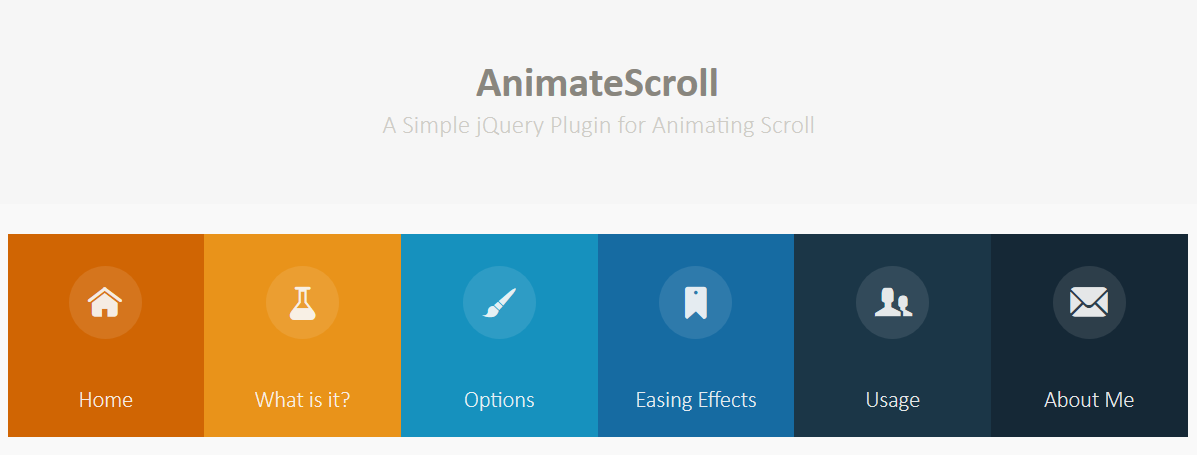 AnimateScroll
A Simple jQuery Plugin for Animating Scroll
Home
What is it?
Options
Easing Effects
Usage
About Me